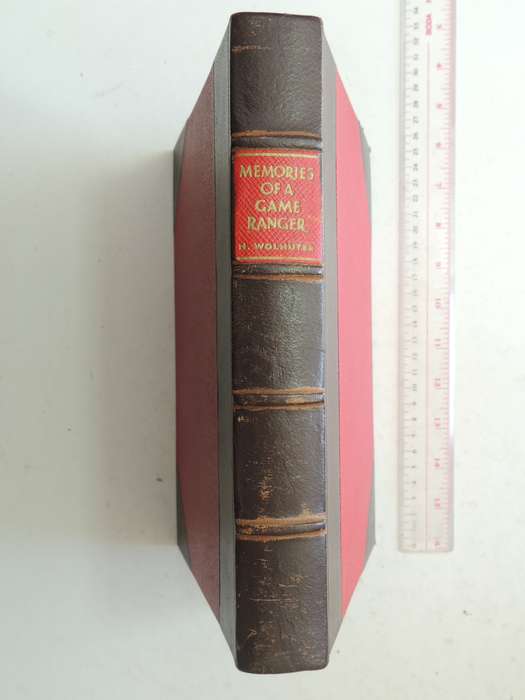 MEMORIES
OF A
GAME
RANGER
H. WOLHUTER